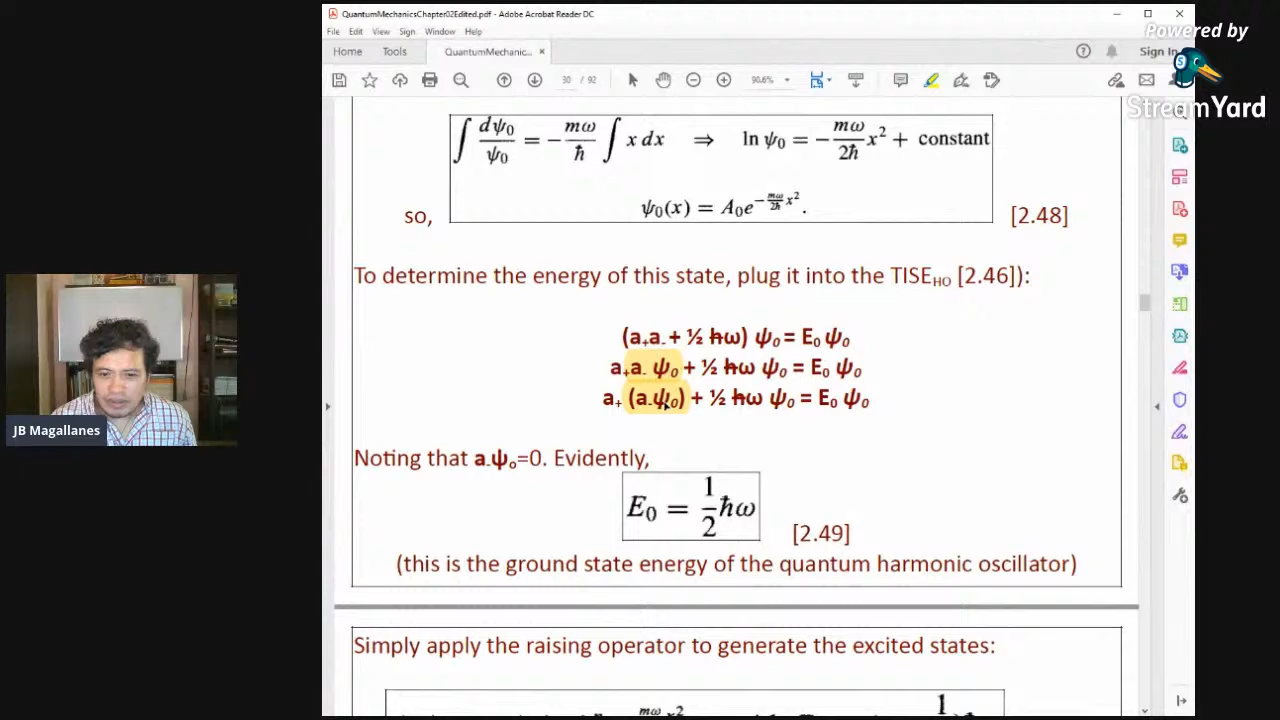 QuantumMechanicsChapter02Edited.pdf - Adobe Acrobat Reader DC
Powered by
StreamYard
File Edit View Sign Window Help
Home Tools QuantumMechanic... × Sign In
30 / 92 90.6%
∫ dψ₀/ψ₀ = −mω/ħ ∫ x dx ⇒ ln ψ₀ = −mω/2ħ x² + constant
ψ₀(x) = A₀e^(−mω/2ħ x²).
so, [2.48]
To determine the energy of this state, plug it into the TISE_HO [2.46]):
(a₊a₋ + ½ ħω) ψ₀ = E₀ ψ₀
a₊a₋ ψ₀ + ½ ħω ψ₀ = E₀ ψ₀
a₊ (a₋ψ₀) + ½ ħω ψ₀ = E₀ ψ₀
Noting that a₋ψ₀=0. Evidently,
E₀ = 1/2 ħω
[2.49]
(this is the ground state energy of the quantum harmonic oscillator)
Simply apply the raising operator to generate the excited states:
JB Magallanes